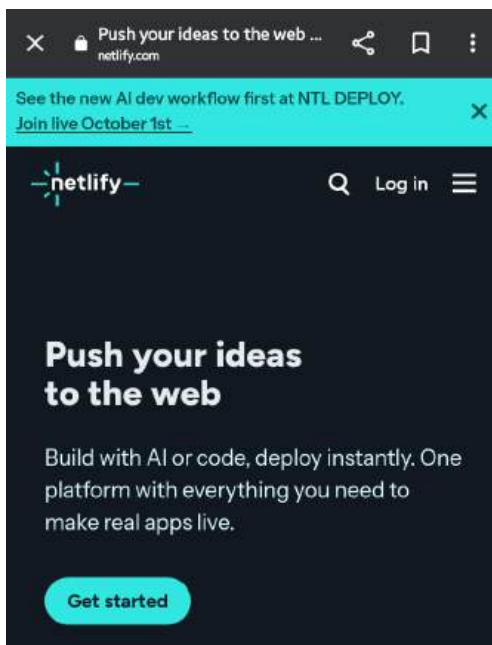 Push your ideas to the web ...
netlify.com
See the new AI dev workflow first at NTL DEPLOY.
Join live October 1st →
netlify
Log in
Push your ideas
to the web
Build with AI or code, deploy instantly. One
platform with everything you need to
make real apps live.
Get started